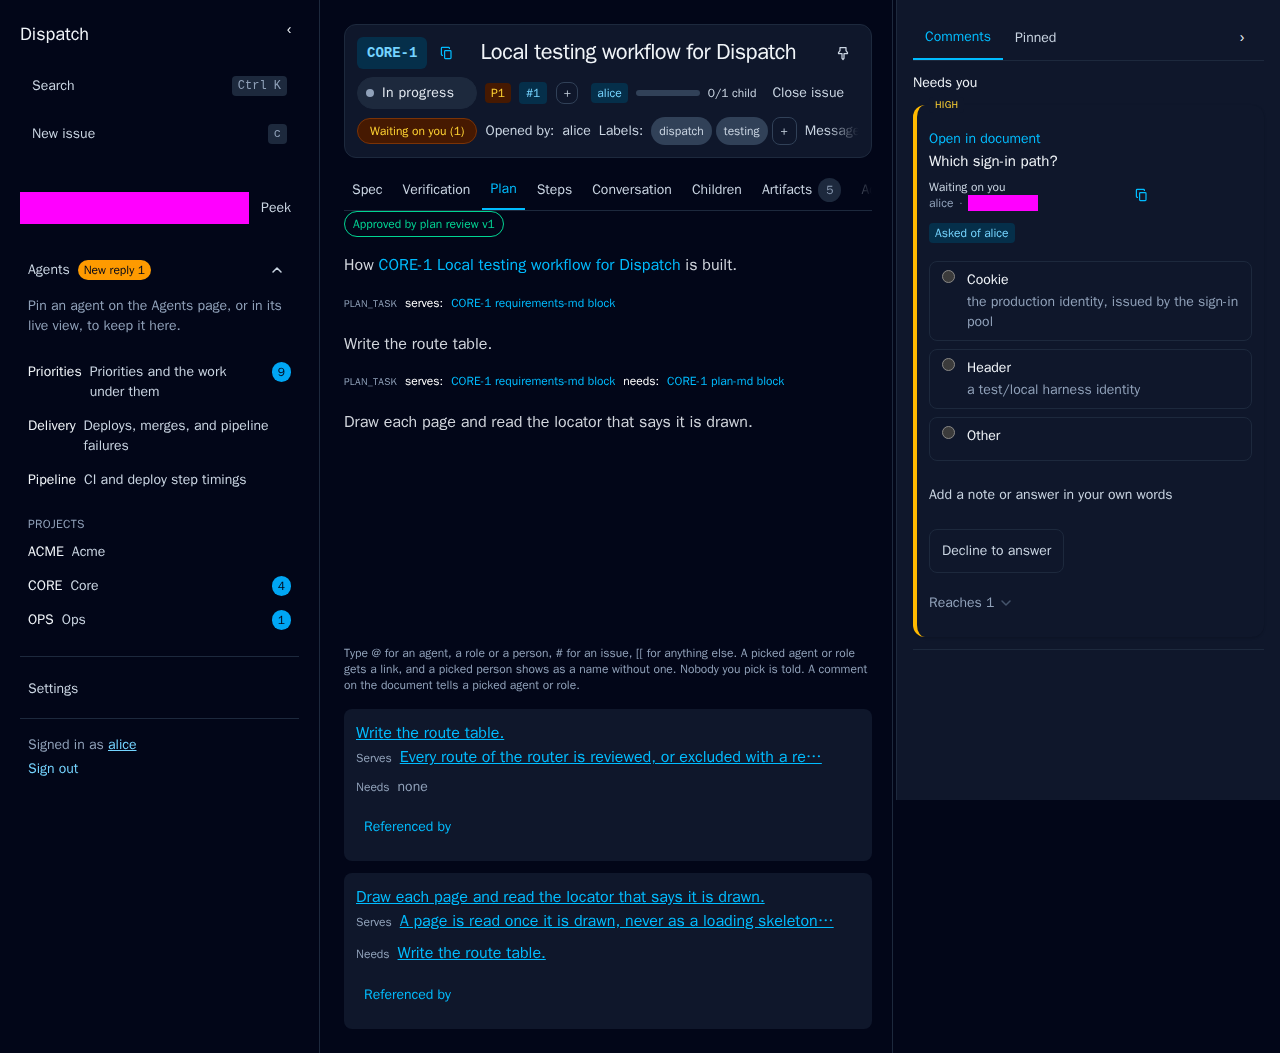 Dispatch
Search
Ctrl K
New issue
C
Peek
Agents
New reply 1
Pin an agent on the Agents page, or in its
live view, to keep it here.
Priorities
Priorities and the work
under them
9
Delivery
Deploys, merges, and pipeline
failures
Pipeline
CI and deploy step timings
PROJECTS
ACME Acme
CORE Core
4
OPS Ops
1
Settings
Signed in as alice
Sign out
CORE-1
Local testing workflow for Dispatch
In progress
P1
#1
+
alice
0/1 child
Close issue
Waiting on you (1)
Opened by: alice
Labels:
dispatch
testing
+
Message
Spec
Verification
Plan
Steps
Conversation
Children
Artifacts
5
Approved by plan review v1
How CORE-1 Local testing workflow for Dispatch is built.
PLAN_TASK serves: CORE-1 requirements-md block
Write the route table.
PLAN_TASK serves: CORE-1 requirements-md block needs: CORE-1 plan-md block
Draw each page and read the locator that says it is drawn.
Type @ for an agent, a role or a person, # for an issue, [[ for anything else. A picked agent or role
gets a link, and a picked person shows as a name without one. Nobody you pick is told. A comment
on the document tells a picked agent or role.
Write the route table.
Serves Every route of the router is reviewed, or excluded with a re⋯
Needs none
Referenced by
Draw each page and read the locator that says it is drawn.
Serves A page is read once it is drawn, never as a loading skeleton⋯
Needs Write the route table.
Referenced by
Comments
Pinned
Needs you
HIGH
Open in document
Which sign-in path?
Waiting on you
alice ·
Asked of alice
Cookie
the production identity, issued by the sign-in
pool
Header
a test/local harness identity
Other
Add a note or answer in your own words
Decline to answer
Reaches 1